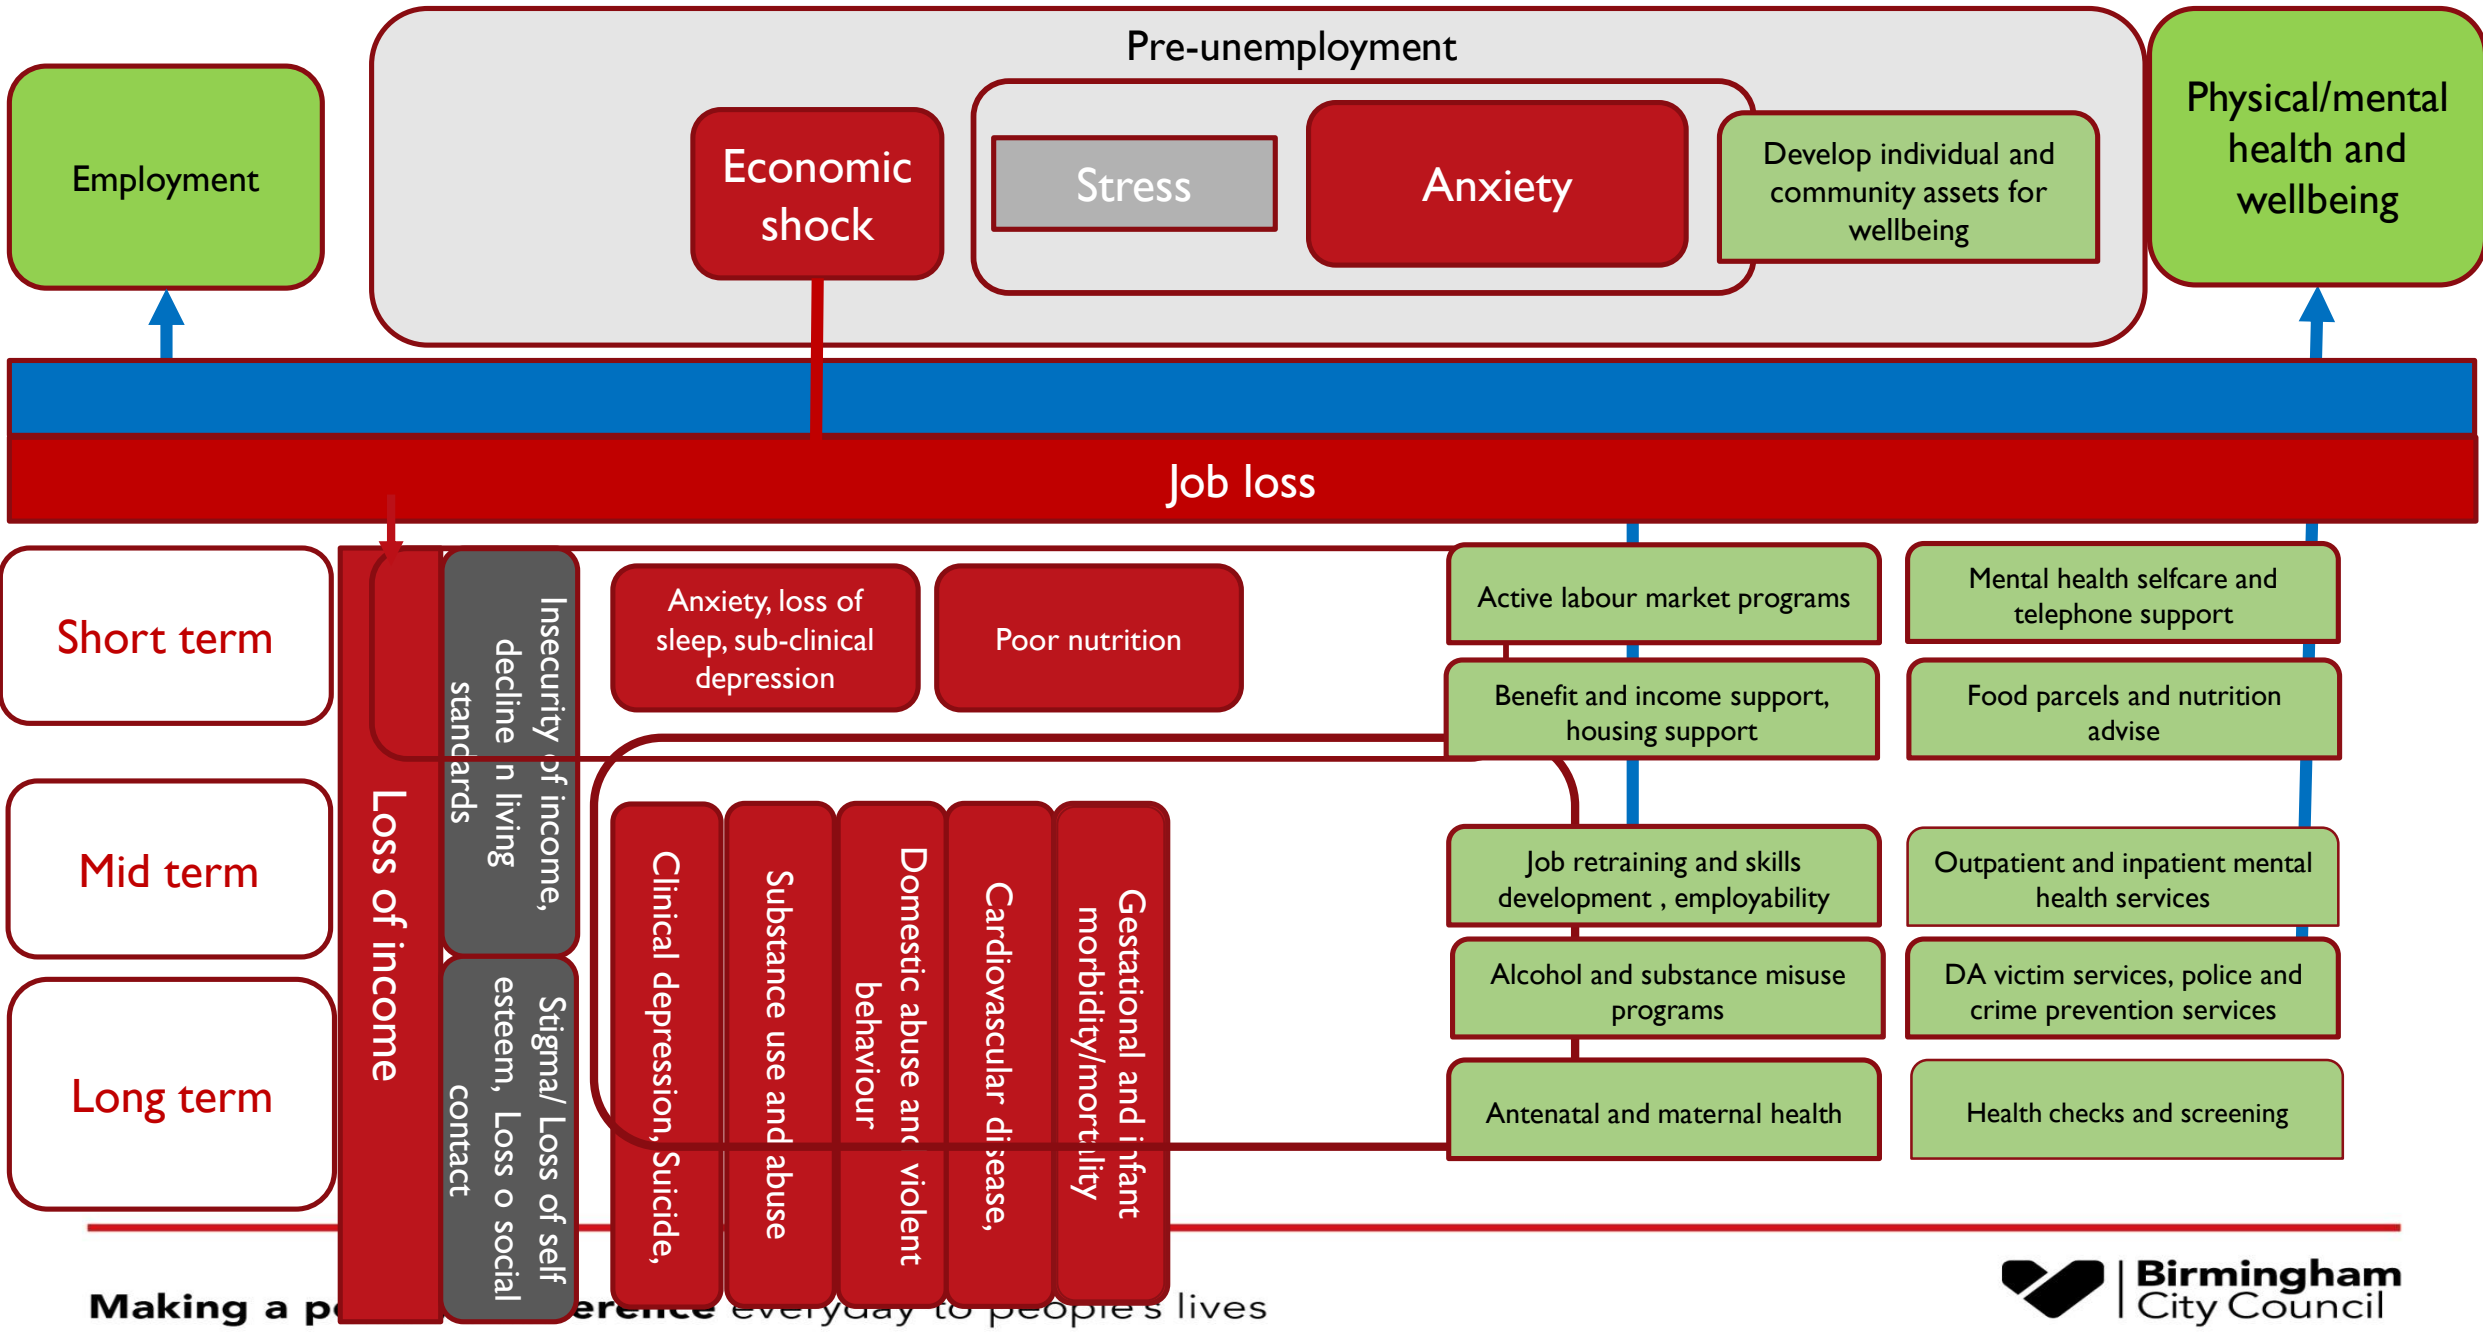 Pre-unemployment
Employment
Economic
shock
Stress
Anxiety
Develop individual and
community assets for
wellbeing
Physical/mental
health and
wellbeing
Job loss
Short term
Mid term
Long term
Loss of income
Insecurity of income,
decline n living
standards
Stigma/ Loss of self
esteem, Loss o social
contact
Anxiety, loss of
sleep, sub-clinical
depression
Poor nutrition
Clinical depression, Suicide,
Substance use and abuse
Domestic abuse and violent
behaviour
Cardiovascular disease,
Gestational and infant
morbidity/mortality
Active labour market programs
Mental health selfcare and
telephone support
Benefit and income support,
housing support
Food parcels and nutrition
advise
Job retraining and skills
development , employability
Outpatient and inpatient mental
health services
Alcohol and substance misuse
programs
DA victim services, police and
crime prevention services
Antenatal and maternal health
Health checks and screening
Making a everyday to people's lives
Birmingham
City Council